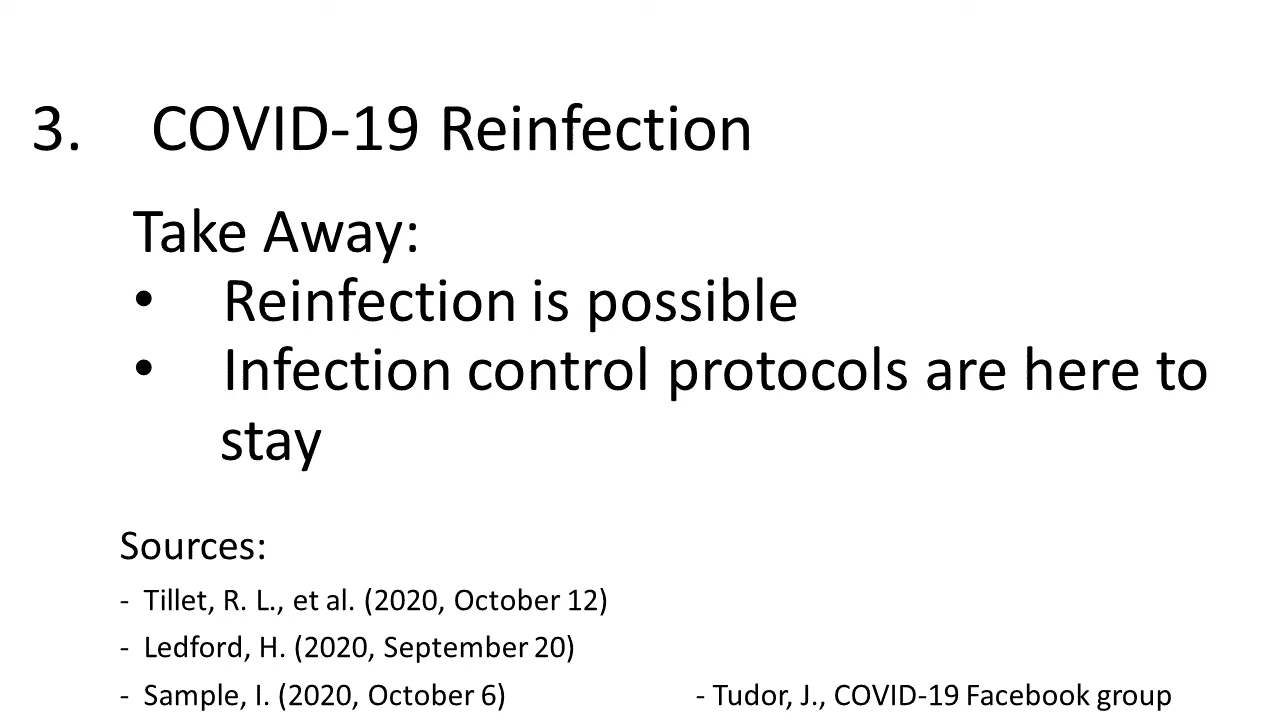 3. COVID-19 Reinfection
Take Away:
• Reinfection is possible
• Infection control protocols are here to
stay
Sources:
- Tillet, R. L., et al. (2020, October 12)
- Ledford, H. (2020, September 20)
- Sample, I. (2020, October 6) - Tudor, J., COVID-19 Facebook group